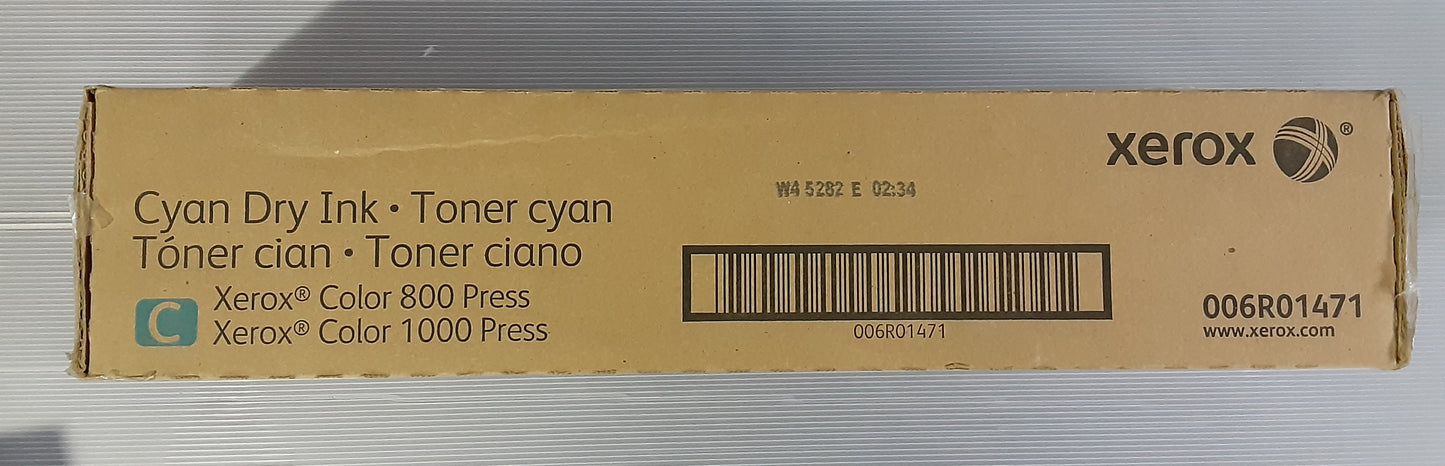 xerox ®
W4 5282 E 02:34
Cyan Dry Ink • Toner cyan
Tóner cian • Toner ciano
C
Xerox® Color 800 Press
Xerox® Color 1000 Press
006R01471
006R01471
www.xerox.com